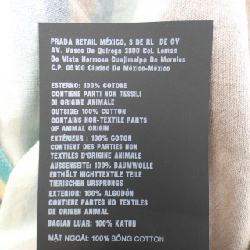 PRADA RETAIL MÉXICO, S DE RL DE CV
AV. Vasco De Quiroga 3800 Col. Lomas
De Vista Hermosa Cuajimalpa De Morelos
C.P. 05100 Ciudad De México-México
ESTERNO: 100% COTONE
CONTIENE PARTI NON TESSILI
DI ORIGINE ANIMALE
OUTSIDE: 100% COTTON
CONTAINS NON-TEXTILE PARTS
OF ANIMAL ORIGIN
EXTÉRIEUR : 100% COTON
CONTIENT DES PARTIES NON
TEXTILES D'ORIGINE ANIMALE
AUSSENSEITE: 100% BAUMWOLLE
ENTHÄLT NICHTTEXTILE TEILE
TIERISCHEN URSPRUNGS
EXTERIOR: 100% ALGODÓN
CONTIENE PARTES NO TEXTILES
DE ORIGEN ANIMAL
BAGIAN LUAR: 100% KATUN
MẶT NGOÀI: 100% BÔNG COTTON